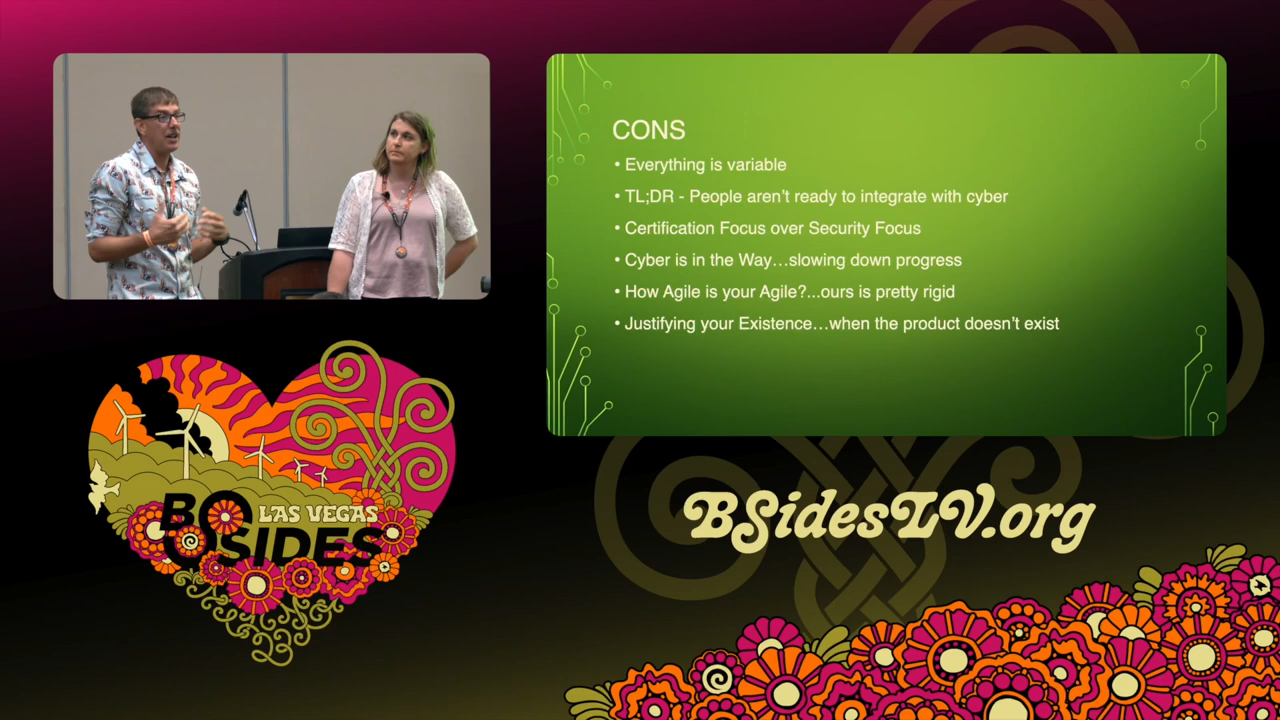 CONS
• Everything is variable
• TL;DR - People aren't ready to integrate with cyber
• Certification Focus over Security Focus
• Cyber is in the Way...slowing down progress
• How Agile is your Agile?...ours is pretty rigid
• Justifying your Existence...when the product doesn't exist
LAS VEGAS
BSIDES
BSidesLV.org